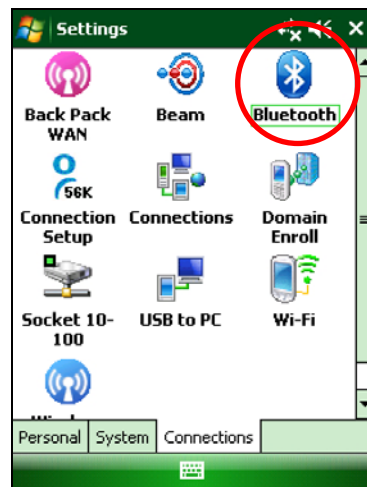 Settings
Back Pack WAN
Beam
Bluetooth
56K
Connection Setup
Connections
Domain Enroll
Socket 10-100
USB to PC
Wi-Fi
Personal System Connections